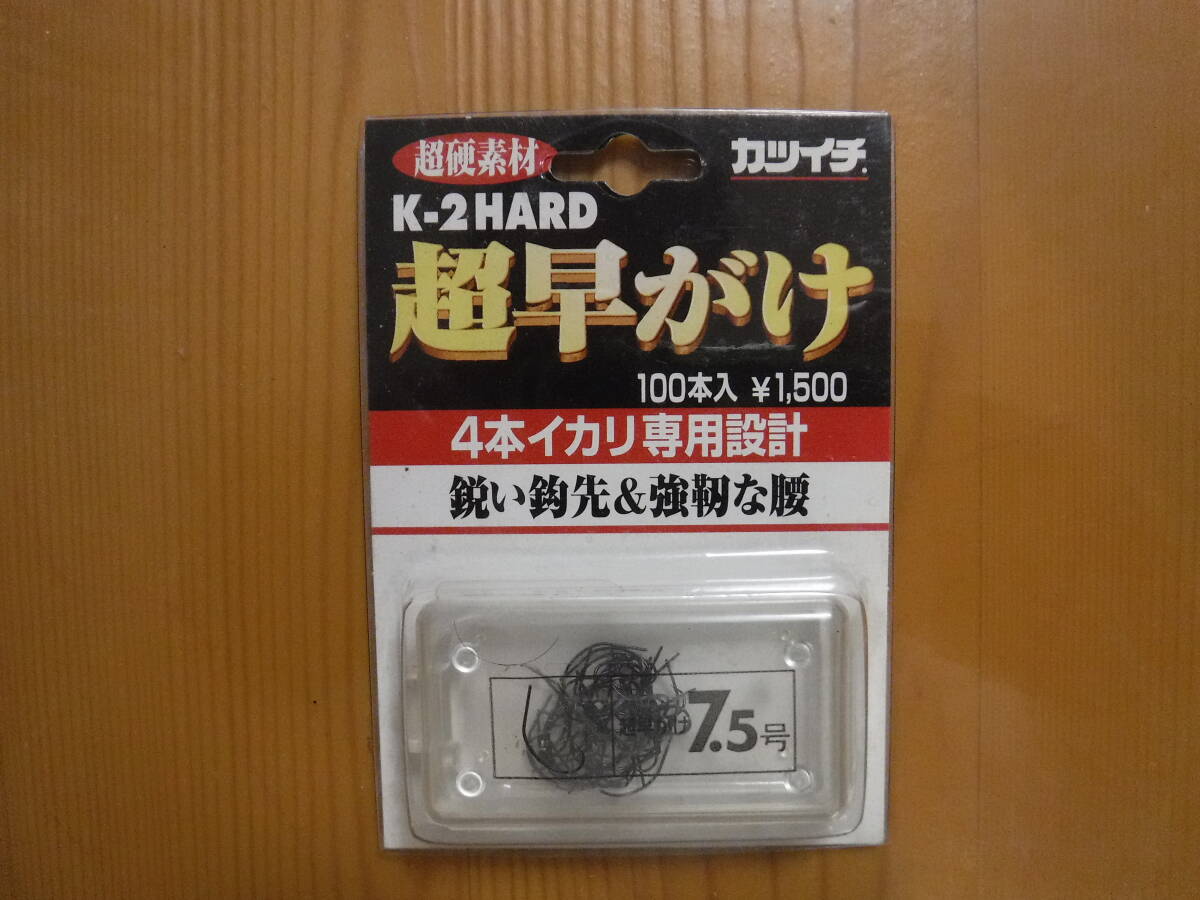 超硬素材
カツイチ.
K-2 HARD
超早がけ
100本入 ¥1,500
4本イカリ専用設計
鋭い鈎先&強靭な腰
超早がけ 7.5号